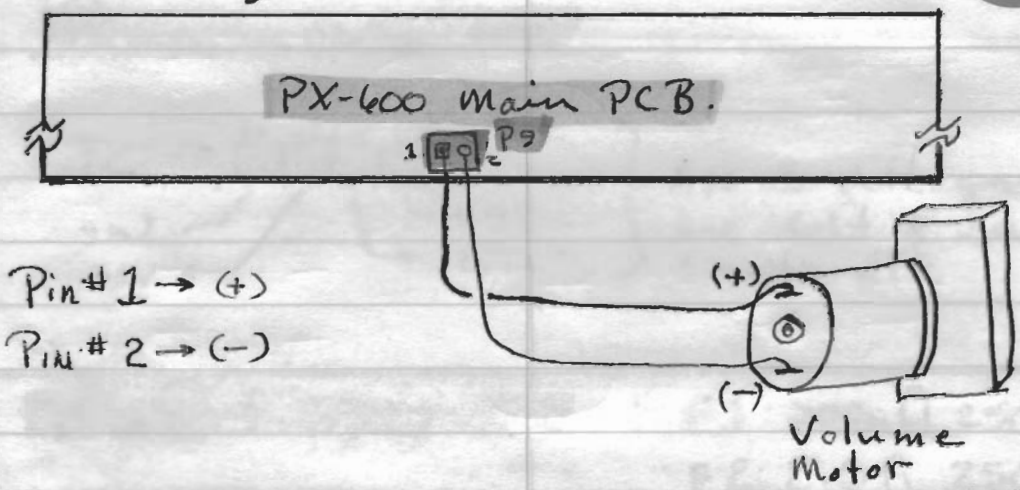 PX-600 Main PCB.
1 2 P9
Pin # 1 → (+)
Pin # 2 → (-)
(+)
(-)
Volume
Motor